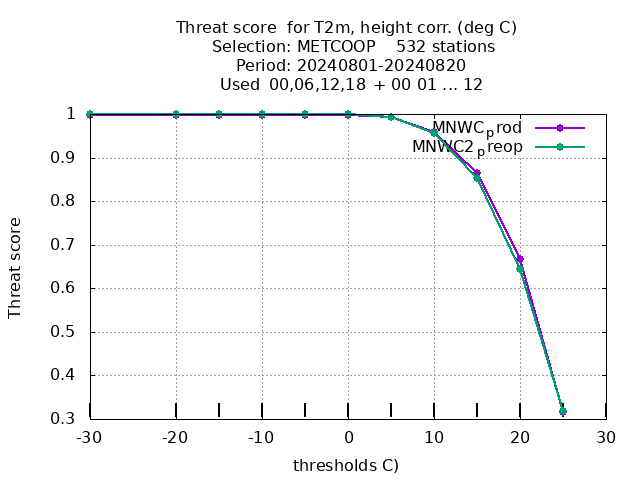 Threat score  for T2m, height corr. (deg C)
Selection: METCOOP    532 stations
Period: 20240801-20240820
Used  00,06,12,18 + 00 01 ... 12
MNWCprod
MNWC2preop
1
0.9
0.8
0.7
0.6
0.5
0.4
0.3
Threat score
-30 -20 -10 0 10 20 30
thresholds C)